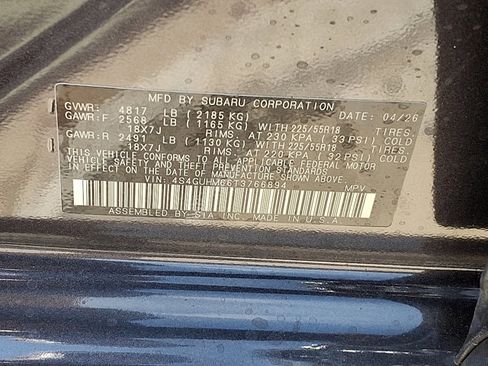 MFD BY SUBARU CORPORATION DATE: 04/26
GVWR: 4817 LB (2185 KG)
GAWR:F 2568 LB (1165 KG), WITH 225/55R18 TIRES
18X7J RIMS, AT 230 KPA (33 PSI) COLD
GAWR:R 2491 LB (1130 KG), WITH 225/55R18 TIRES
18X7J RIMS, AT 220 KPA (32 PSI) COLD
THIS VEHICLE CONFORMS TO ALL APPLICABLE FEDERAL MOTOR
VEHICLE SAFETY AND THEFT PREVENTION STANDARDS IN EFFECT
ON THE DATE OF MANUFACTURE SHOWN ABOVE.
VIN: 4S4GUHM66T3766894 MPV
ASSEMBLED BY SIA INC. MADE IN U.S.A